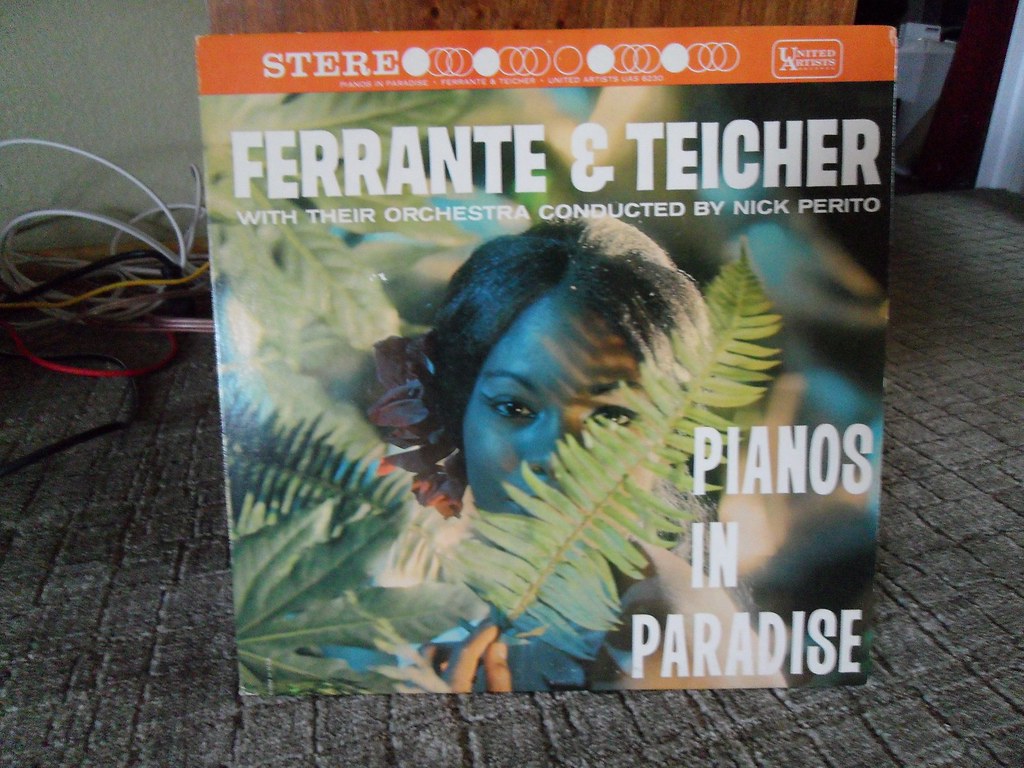 STEREO
UNITED ARTISTS
PIANOS IN PARADISE • FERRANTE & TEICHER • UNITED ARTISTS UAS 6230
FERRANTE & TEICHER
WITH THEIR ORCHESTRA CONDUCTED BY NICK PERITO
PIANOS
IN
PARADISE